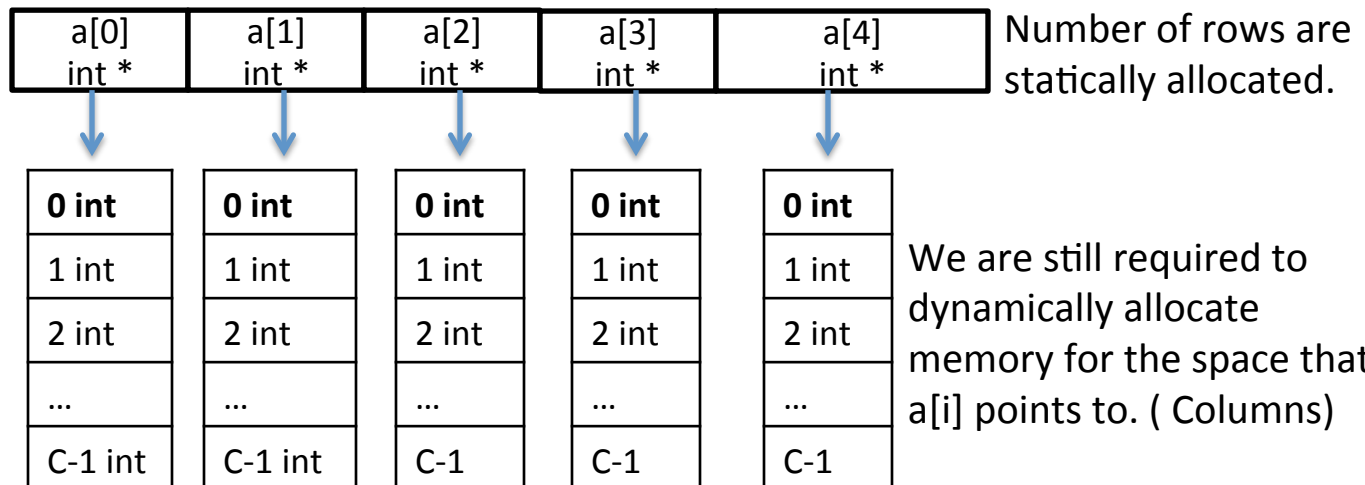 a[0] a[1] a[2] a[3] a[4]
int * int * int * int * int *
Number of rows are
statically allocated.
0 int 0 int 0 int 0 int 0 int
1 int 1 int 1 int 1 int 1 int
2 int 2 int 2 int 2 int 2 int
... ... ... ... ...
C-1 int C-1 int C-1 C-1 C-1
We are still required to
dynamically allocate
memory for the space that
a[i] points to. ( Columns)